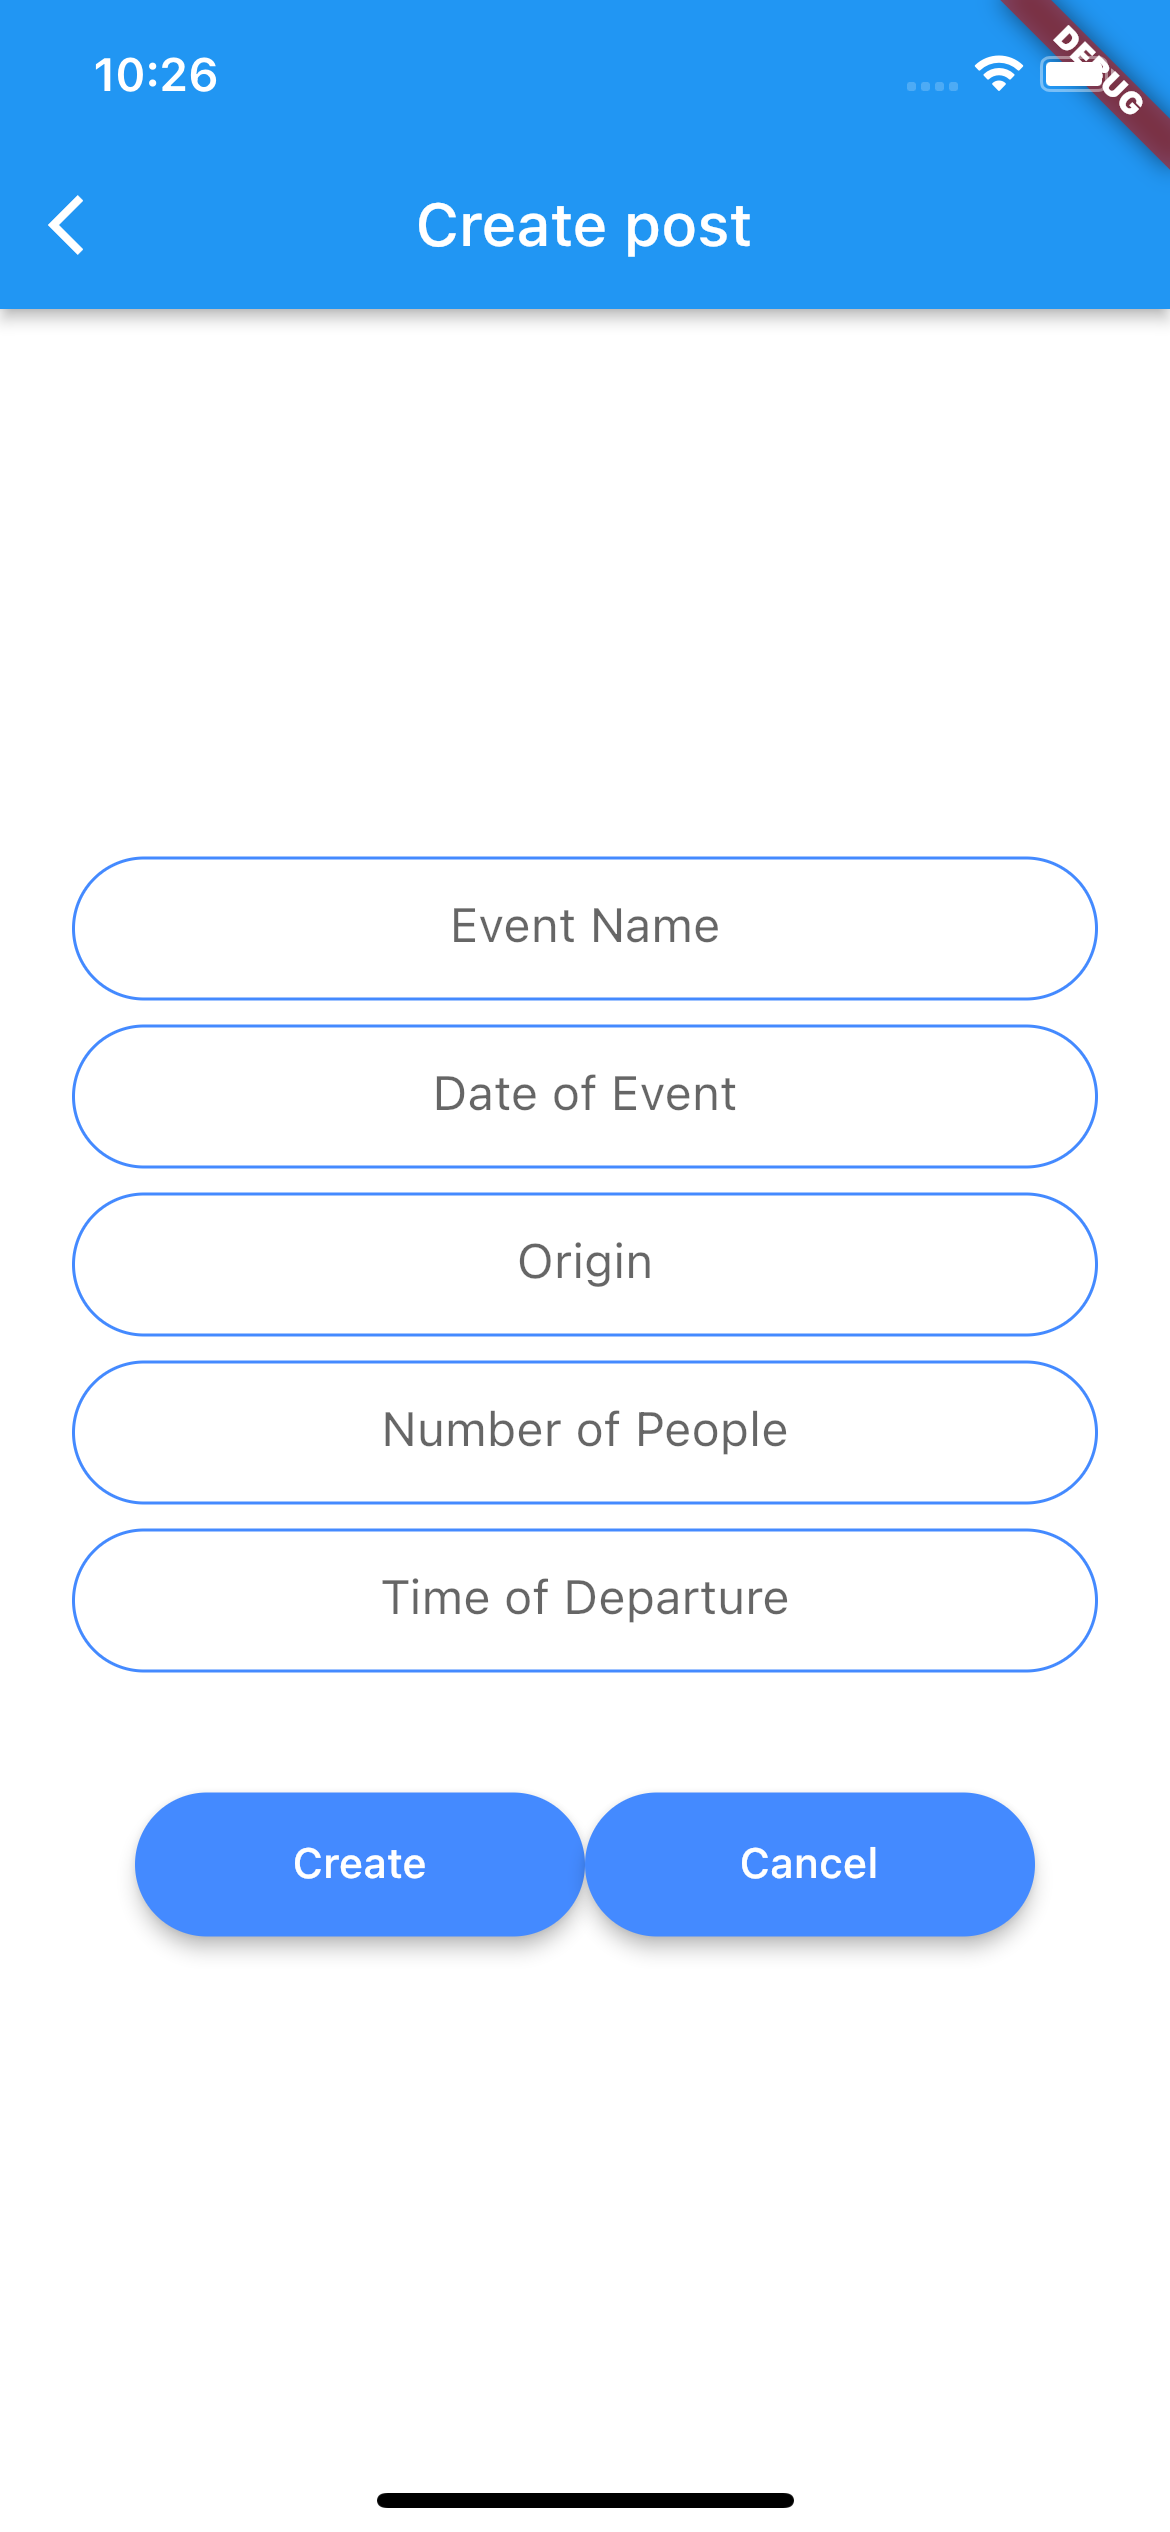 10:26
DEBUG
Create post
Event Name
Date of Event
Origin
Number of People
Time of Departure
Create
Cancel